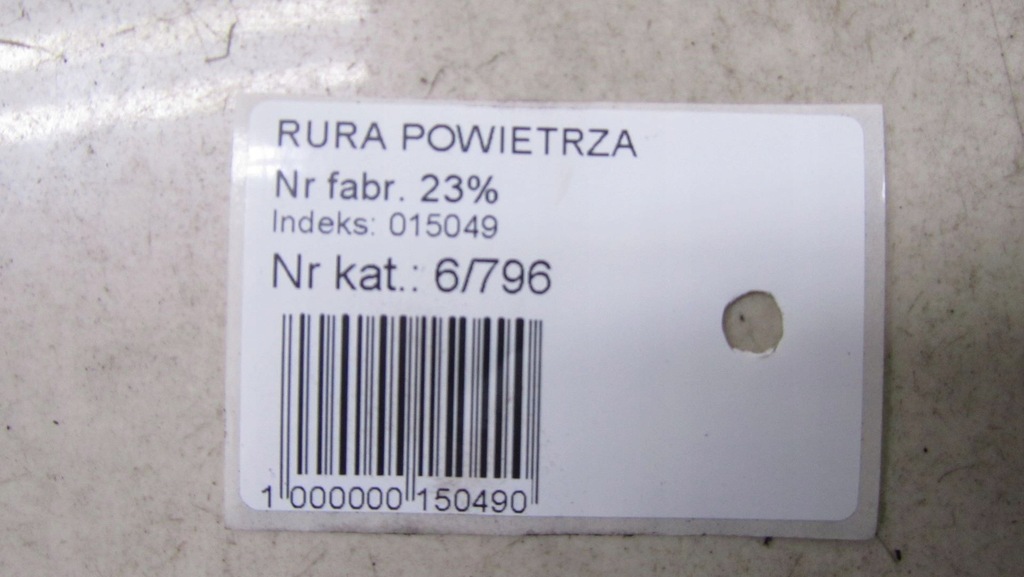 RURA POWIETRZA
Nr fabr. 23%
Indeks: 015049
Nr kat.: 6/796
1 000000 150490